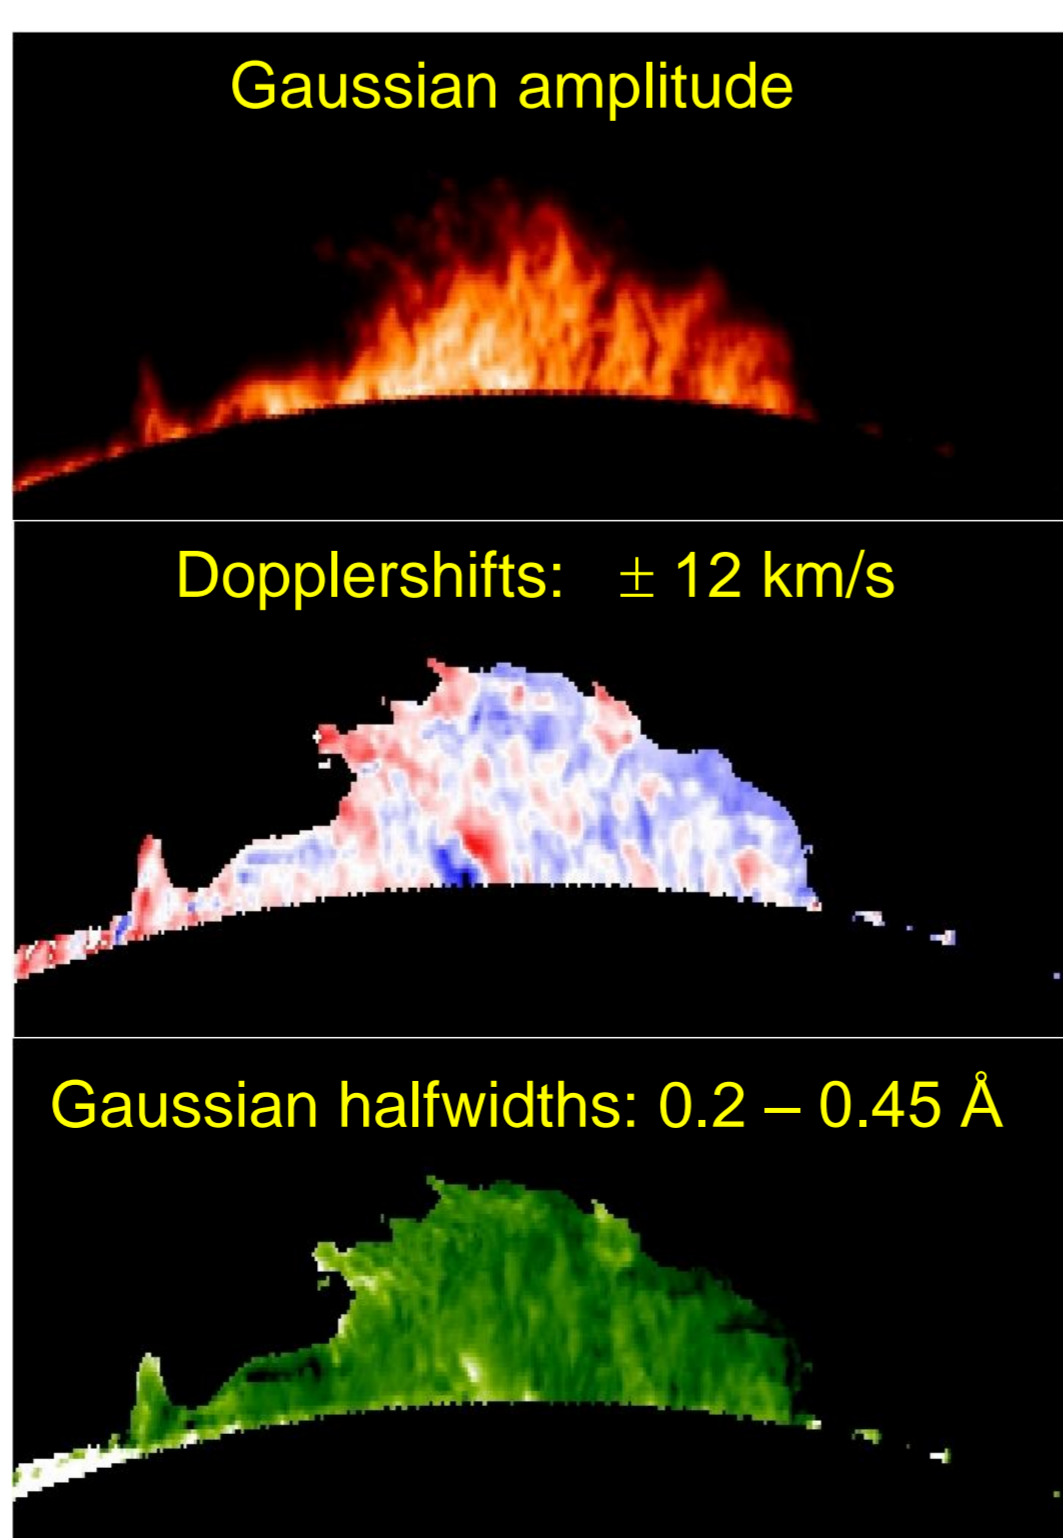 Gaussian amplitude
Dopplershifts: ± 12 km/s
Gaussian halfwidths: 0.2 – 0.45 Å